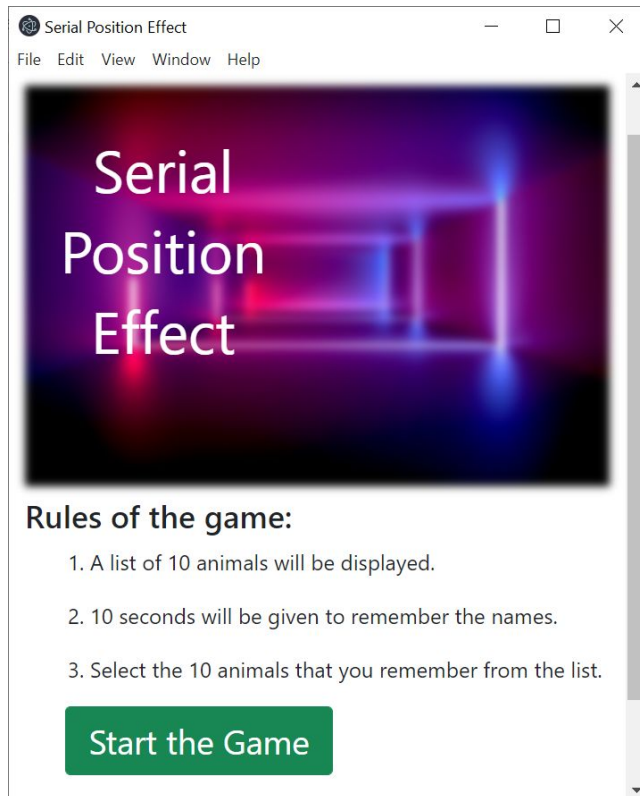 Serial Position Effect
File Edit View Window Help
Serial
Position
Effect
Rules of the game:
1. A list of 10 animals will be displayed.
2. 10 seconds will be given to remember the names.
3. Select the 10 animals that you remember from the list.
Start the Game